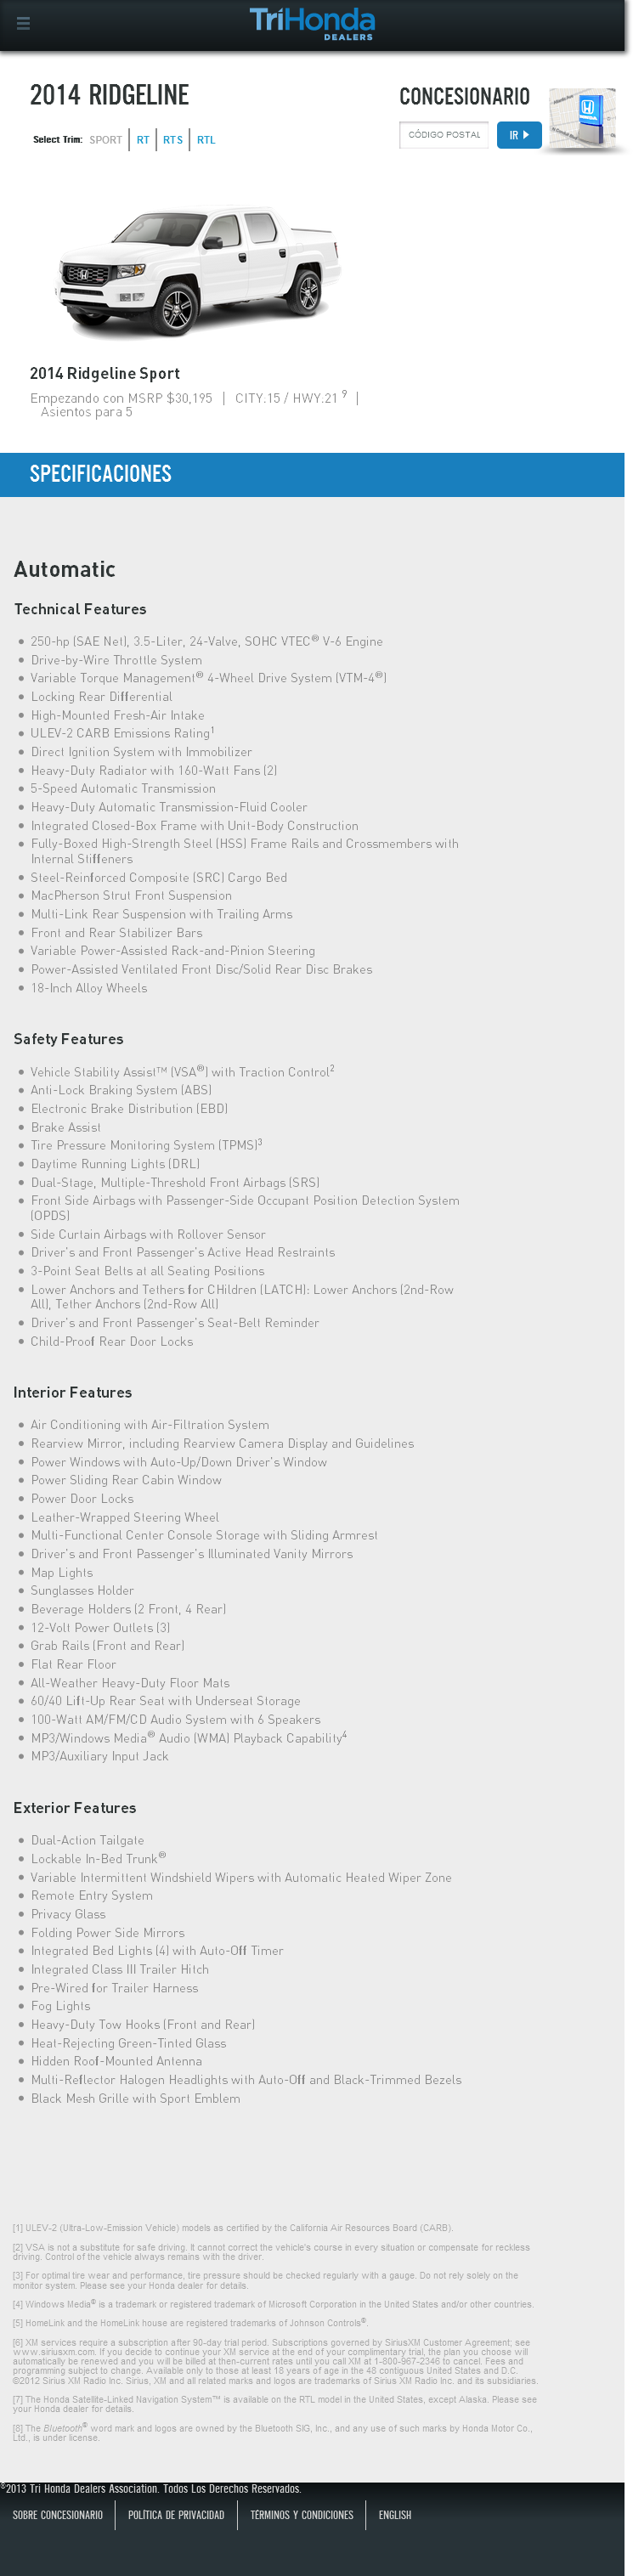 TriHonda
DEALERS
2014 RIDGELINE
CONCESIONARIO
Select Trim: SPORT | RT | RTS | RTL
CÓDIGO POSTAL
IR
2014 Ridgeline Sport
Empezando con MSRP $30,195 | CITY.15 / HWY.21 9 |
Asientos para 5
SPECIFICACIONES
Automatic
Technical Features
250-hp (SAE Net), 3.5-Liter, 24-Valve, SOHC VTEC® V-6 Engine
Drive-by-Wire Throttle System
Variable Torque Management® 4-Wheel Drive System (VTM-4®)
Locking Rear Differential
High-Mounted Fresh-Air Intake
ULEV-2 CARB Emissions Rating1
Direct Ignition System with Immobilizer
Heavy-Duty Radiator with 160-Watt Fans (2)
5-Speed Automatic Transmission
Heavy-Duty Automatic Transmission-Fluid Cooler
Integrated Closed-Box Frame with Unit-Body Construction
Fully-Boxed High-Strength Steel (HSS) Frame Rails and Crossmembers with
Internal Stiffeners
Steel-Reinforced Composite (SRC) Cargo Bed
MacPherson Strut Front Suspension
Multi-Link Rear Suspension with Trailing Arms
Front and Rear Stabilizer Bars
Variable Power-Assisted Rack-and-Pinion Steering
Power-Assisted Ventilated Front Disc/Solid Rear Disc Brakes
18-Inch Alloy Wheels
Safety Features
Vehicle Stability Assist™ (VSA®) with Traction Control2
Anti-Lock Braking System (ABS)
Electronic Brake Distribution (EBD)
Brake Assist
Tire Pressure Monitoring System (TPMS)3
Daytime Running Lights (DRL)
Dual-Stage, Multiple-Threshold Front Airbags (SRS)
Front Side Airbags with Passenger-Side Occupant Position Detection System
(OPDS)
Side Curtain Airbags with Rollover Sensor
Driver's and Front Passenger's Active Head Restraints
3-Point Seat Belts at all Seating Positions
Lower Anchors and Tethers for CHildren (LATCH): Lower Anchors (2nd-Row
All), Tether Anchors (2nd-Row All)
Driver's and Front Passenger's Seat-Belt Reminder
Child-Proof Rear Door Locks
Interior Features
Air Conditioning with Air-Filtration System
Rearview Mirror, including Rearview Camera Display and Guidelines
Power Windows with Auto-Up/Down Driver's Window
Power Sliding Rear Cabin Window
Power Door Locks
Leather-Wrapped Steering Wheel
Multi-Functional Center Console Storage with Sliding Armrest
Driver's and Front Passenger's Illuminated Vanity Mirrors
Map Lights
Sunglasses Holder
Beverage Holders (2 Front, 4 Rear)
12-Volt Power Outlets (3)
Grab Rails (Front and Rear)
Flat Rear Floor
All-Weather Heavy-Duty Floor Mats
60/40 Lift-Up Rear Seat with Underseat Storage
100-Watt AM/FM/CD Audio System with 6 Speakers
MP3/Windows Media® Audio (WMA) Playback Capability4
MP3/Auxiliary Input Jack
Exterior Features
Dual-Action Tailgate
Lockable In-Bed Trunk®
Variable Intermittent Windshield Wipers with Automatic Heated Wiper Zone
Remote Entry System
Privacy Glass
Folding Power Side Mirrors
Integrated Bed Lights (4) with Auto-Off Timer
Integrated Class III Trailer Hitch
Pre-Wired for Trailer Harness
Fog Lights
Heavy-Duty Tow Hooks (Front and Rear)
Heat-Rejecting Green-Tinted Glass
Hidden Roof-Mounted Antenna
Multi-Reflector Halogen Headlights with Auto-Off and Black-Trimmed Bezels
Black Mesh Grille with Sport Emblem
[1] ULEV-2 (Ultra-Low-Emission Vehicle) models as certified by the California Air Resources Board (CARB).
[2] VSA is not a substitute for safe driving. It cannot correct the vehicle's course in every situation or compensate for reckless
driving. Control of the vehicle always remains with the driver.
[3] For optimal tire wear and performance, tire pressure should be checked regularly with a gauge. Do not rely solely on the
monitor system. Please see your Honda dealer for details.
[4] Windows Media® is a trademark or registered trademark of Microsoft Corporation in the United States and/or other countries.
[5] HomeLink and the HomeLink house are registered trademarks of Johnson Controls®.
[6] XM services require a subscription after 90-day trial period. Subscriptions governed by SiriusXM Customer Agreement; see
www.siriusxm.com. If you decide to continue your XM service at the end of your complimentary trial, the plan you choose will
automatically be renewed and you will be billed at then-current rates until you call XM at 1-800-967-2346 to cancel. Fees and
programming subject to change. Available only to those at least 18 years of age in the 48 contiguous United States and D.C.
©2012 Sirius XM Radio Inc. Sirius, XM and all related marks and logos are trademarks of Sirius XM Radio Inc. and its subsidiaries.
[7] The Honda Satellite-Linked Navigation System™ is available on the RTL model in the United States, except Alaska. Please see
your Honda dealer for details.
[8] The Bluetooth® word mark and logos are owned by the Bluetooth SIG, Inc., and any use of such marks by Honda Motor Co.,
Ltd., is under license.
®2013 Tri Honda Dealers Association. Todos Los Derechos Reservados.
SOBRE CONCESIONARIO | POLÍTICA DE PRIVACIDAD | TÉRMINOS Y CONDICIONES | ENGLISH